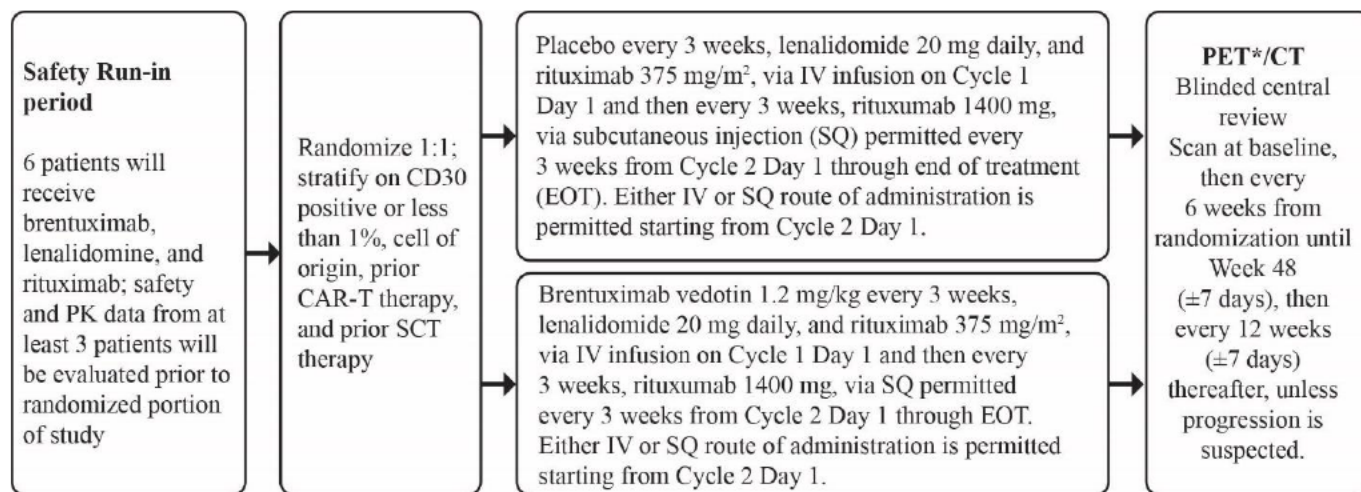 Safety Run-in
period
6 patients will
receive
brentuximab,
lenalidomine, and
rituximab; safety
and PK data from at
least 3 patients will
be evaluated prior to
randomized portion
of study
Randomize 1:1;
stratify on CD30
positive or less
than 1%, cell of
origin, prior
CAR-T therapy,
and prior SCT
therapy
Placebo every 3 weeks, lenalidomide 20 mg daily, and
rituximab 375 mg/m², via IV infusion on Cycle 1
Day 1 and then every 3 weeks, rituxumab 1400 mg,
via subcutaneous injection (SQ) permitted every
3 weeks from Cycle 2 Day 1 through end of treatment
(EOT). Either IV or SQ route of administration is
permitted starting from Cycle 2 Day 1.
Brentuximab vedotin 1.2 mg/kg every 3 weeks,
lenalidomide 20 mg daily, and rituximab 375 mg/m²,
via IV infusion on Cycle 1 Day 1 and then every
3 weeks, rituxumab 1400 mg, via SQ permitted
every 3 weeks from Cycle 2 Day 1 through EOT.
Either IV or SQ route of administration is permitted
starting from Cycle 2 Day 1.
PET*/CT
Blinded central
review
Scan at baseline,
then every
6 weeks from
randomization until
Week 48
(±7 days), then
every 12 weeks
(±7 days)
thereafter, unless
progression is
suspected.